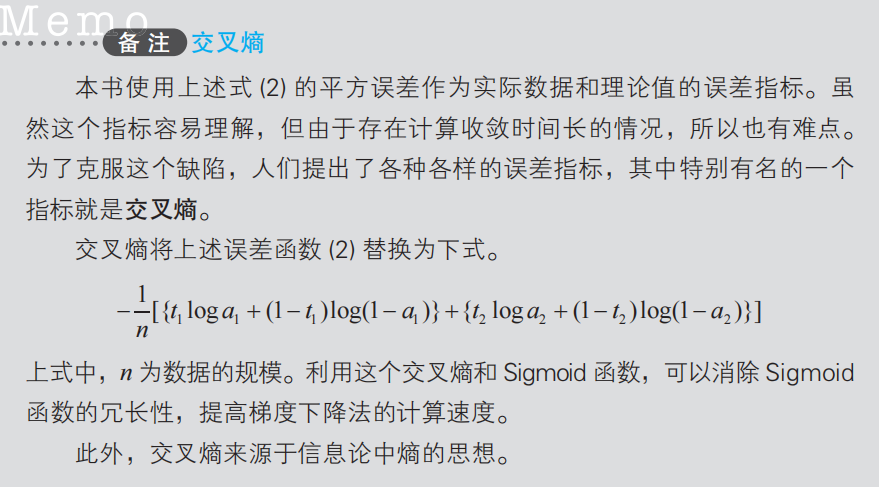 Memo
备注 交叉熵
本书使用上述式 (2) 的平方误差作为实际数据和理论值的误差指标。虽
然这个指标容易理解，但由于存在计算收敛时间长的情况，所以也有难点。
为了克服这个缺陷，人们提出了各种各样的误差指标，其中特别有名的一个
指标就是交叉熵。
交叉熵将上述误差函数 (2) 替换为下式。
−1/n[{t₁ log a₁ + (1 − t₁)log(1 − a₁)} + {t₂ log a₂ + (1 − t₂)log(1 − a₂)}]
上式中，n 为数据的规模。利用这个交叉熵和 Sigmoid 函数，可以消除 Sigmoid
函数的冗长性，提高梯度下降法的计算速度。
此外，交叉熵来源于信息论中熵的思想。